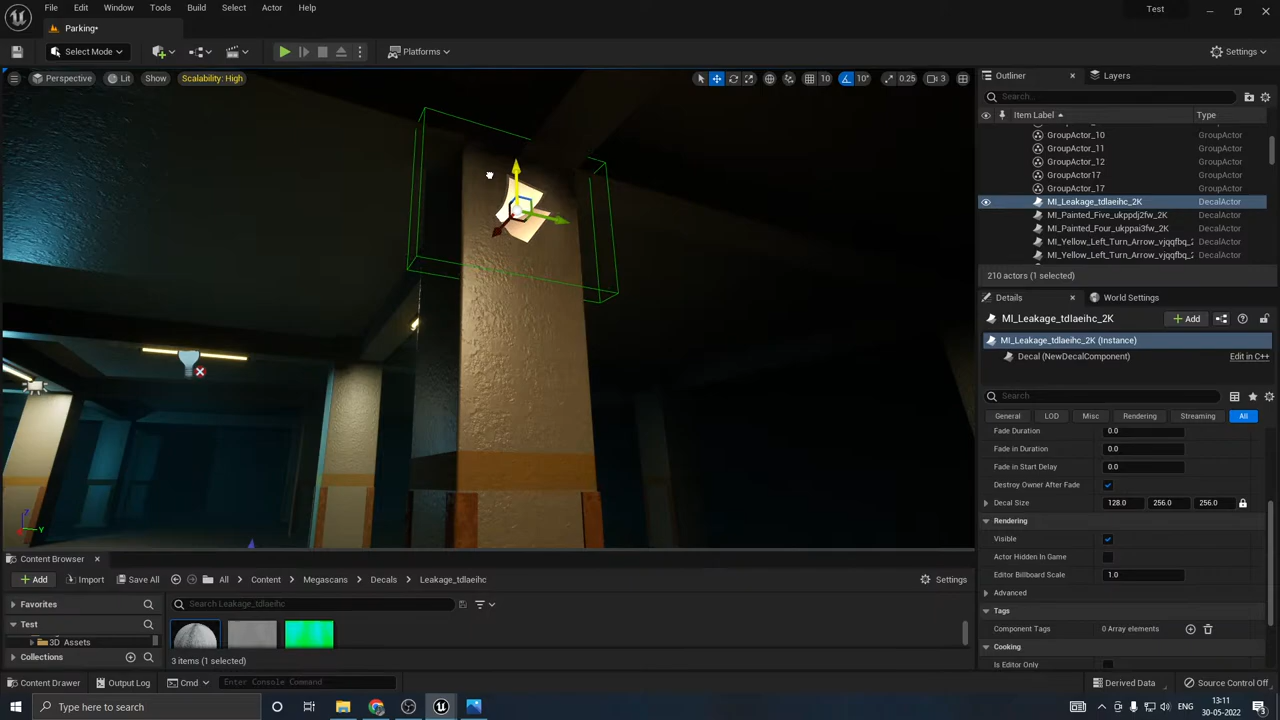 File Edit Window Tools Build Select Actor Help
Test
Parking•
Select Mode
Platforms
Settings
Perspective Lit Show Scalability: High
10 10° 0.25 3
Outliner Layers
Search...
Item Label Type
GroupActor_10 GroupActor
GroupActor_11 GroupActor
GroupActor_12 GroupActor
GroupActor17 GroupActor
GroupActor_17 GroupActor
MI_Leakage_tdlaeihc_2K DecalActor
MI_Painted_Five_ukppdj2fw_2K DecalActor
MI_Painted_Four_ukppai3fw_2K DecalActor
MI_Yellow_Left_Turn_Arrow_vjqqfbq_2 DecalActor
MI_Yellow_Left_Turn_Arrow_vjqqfbq_2 DecalActor
210 actors (1 selected)
Details World Settings
MI_Leakage_tdlaeihc_2K
Add
MI_Leakage_tdlaeihc_2K (Instance)
Decal (NewDecalComponent) Edit in C++
Search
General LOD Misc Rendering Streaming All
Fade Duration 0.0
Fade in Duration 0.0
Fade in Start Delay 0.0
Destroy Owner After Fade
Decal Size 128.0 256.0 256.0
Rendering
Visible
Actor Hidden In Game
Editor Billboard Scale 1.0
Advanced
Tags
Component Tags 0 Array elements
Cooking
Is Editor Only
Z Y
Content Browser
Add Import Save All All Content Megascans Decals Leakage_tdlaeihc Settings
Favorites
Search Leakage_tdlaeihc
Test
3D_Assets
Collections
3 items (1 selected)
Content Drawer Output Log Cmd Enter Console Command Derived Data Source Control Off
Type here to search
13:11
30-05-2022